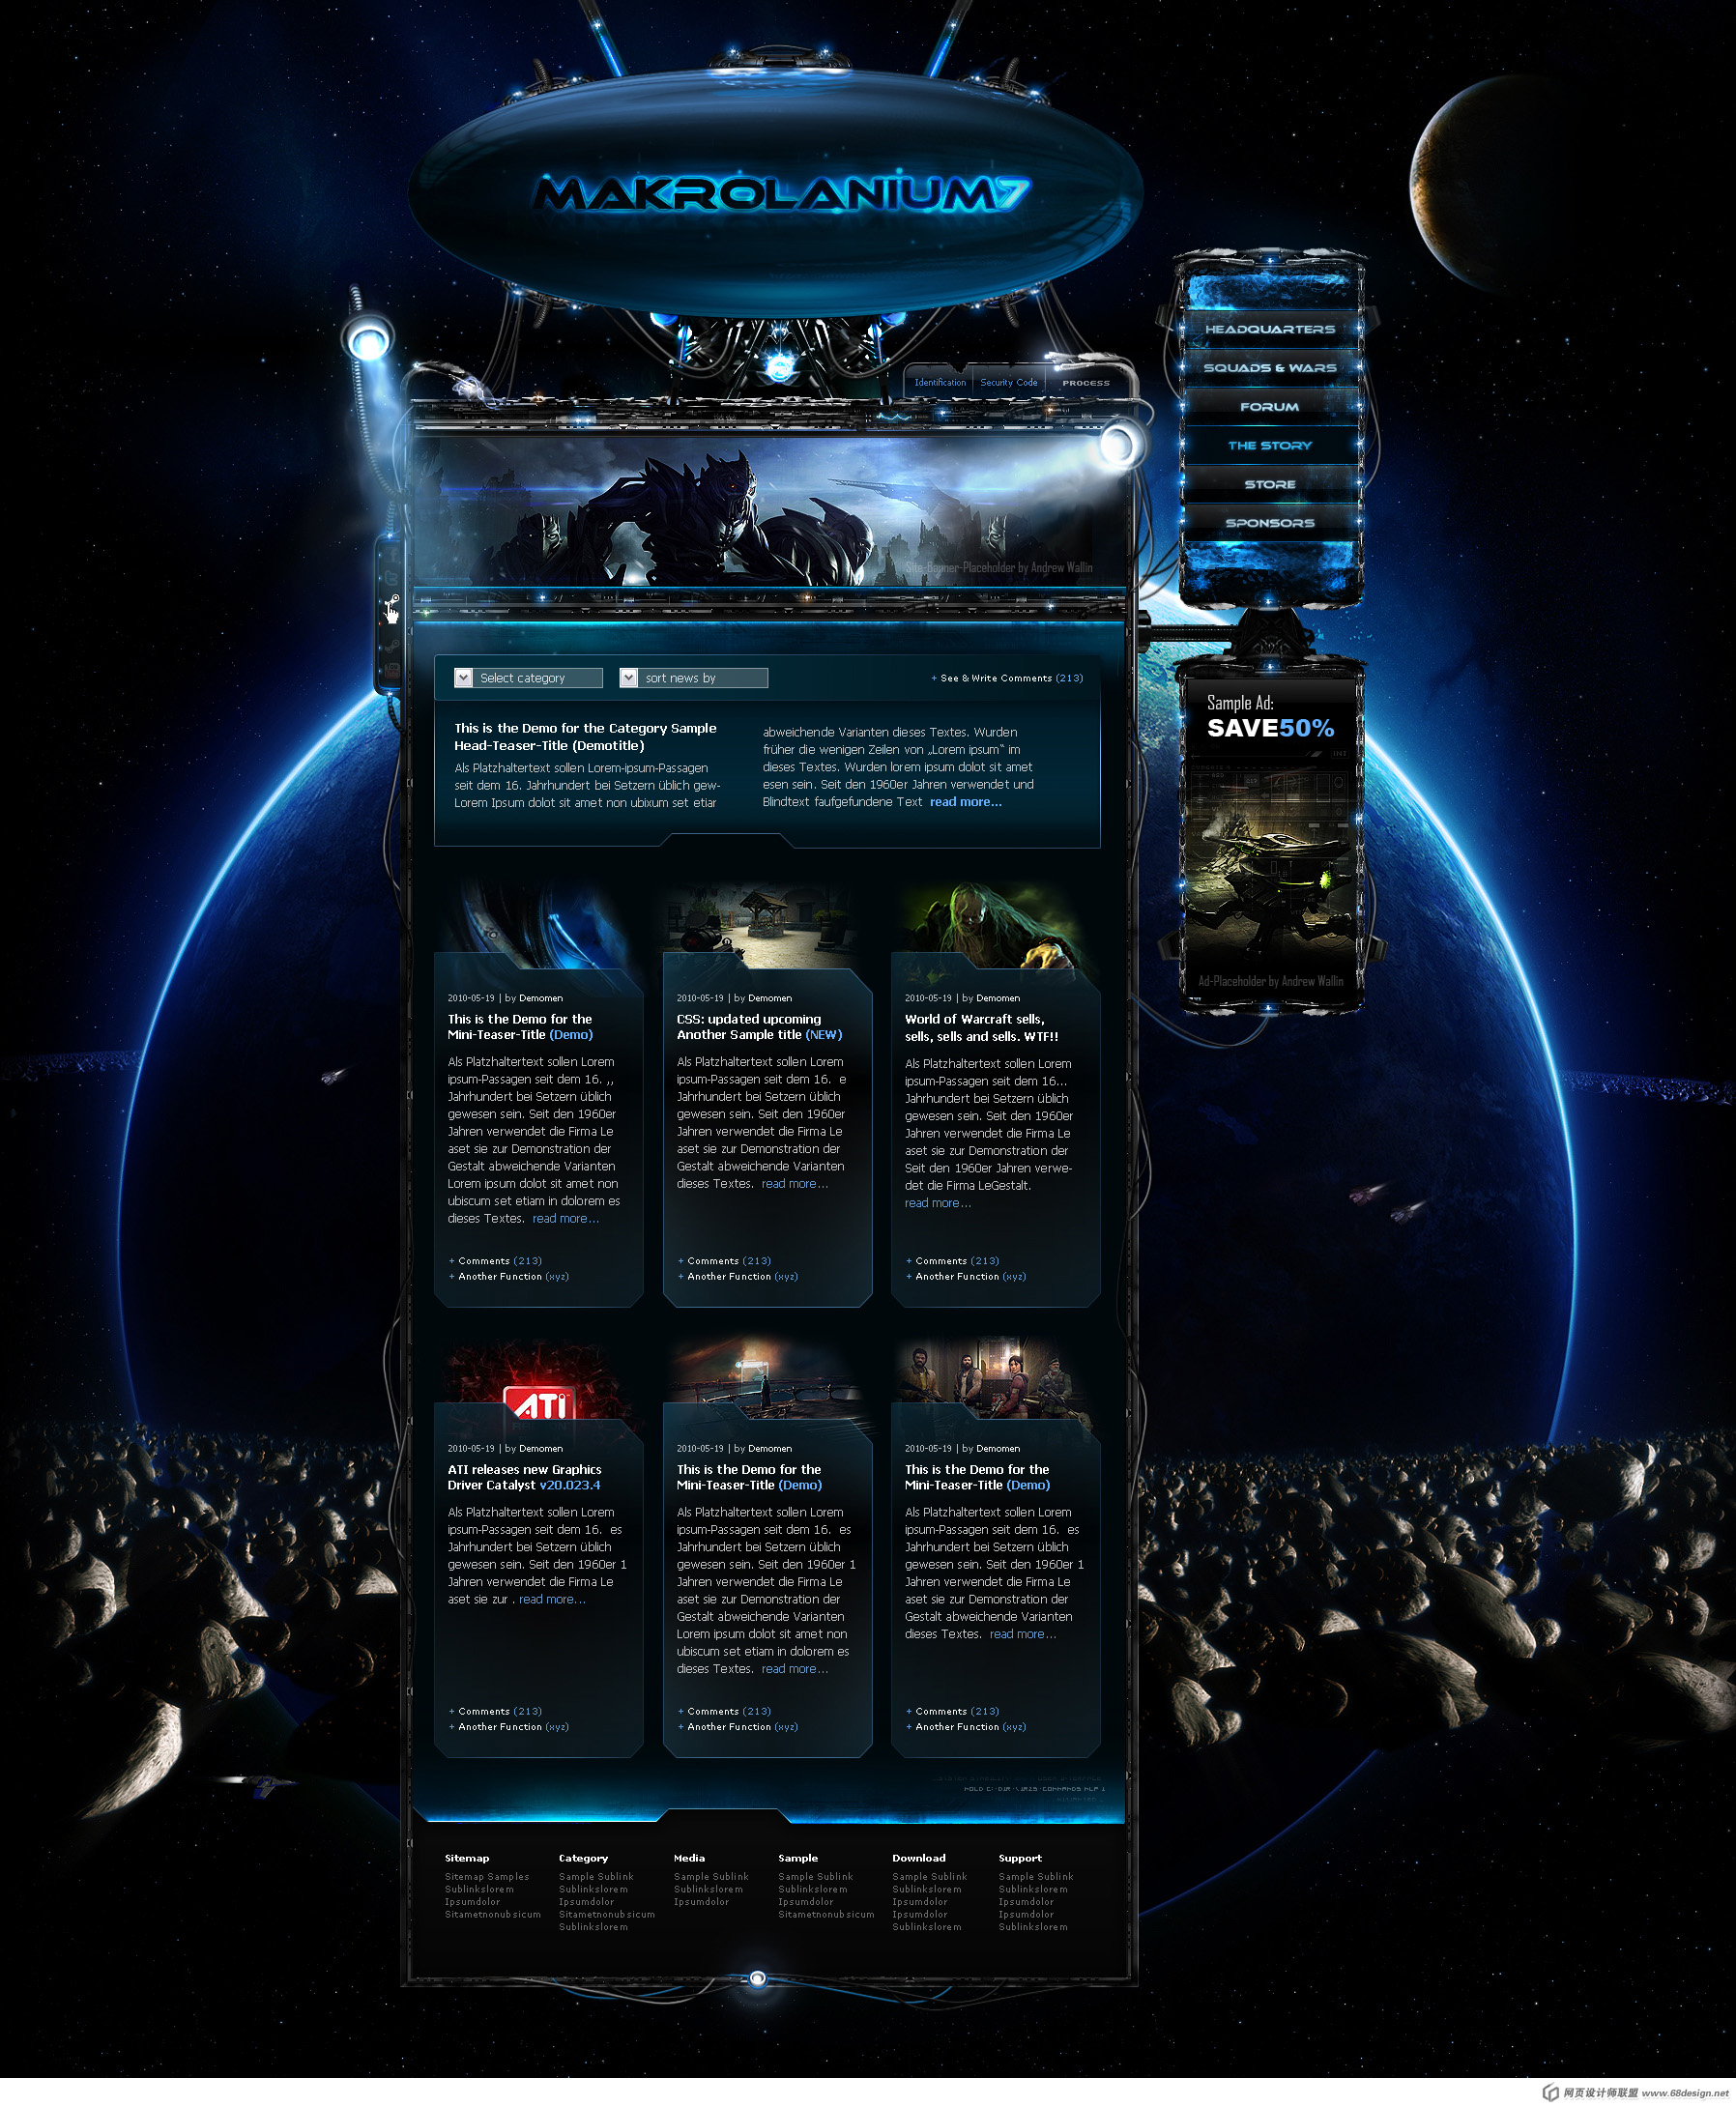 MAKROLANIUM7
Identification
Security Code
PROCESS
HEADQUARTERS
SQUADS & WARS
FORUM
THE STORY
STORE
SPONSORS
Site-Banner-Placeholder by Andrew Wallin
Select category
sort news by
+ See & Write Comments (213)
This is the Demo for the Category Sample
Head-Teaser-Title (Demotitle)
Als Platzhaltertext sollen Lorem-ipsum-Passagen
seit dem 16. Jahrhundert bei Setzern üblich gew-
Lorem Ipsum dolot sit amet non ubixum set etiar
abweichende Varianten dieses Textes. Wurden
früher die wenigen Zeilen von „Lorem ipsum“ im
dieses Textes. Wurden lorem ipsum dolot sit amet
esen sein. Seit den 1960er Jahren verwendet und
Blindtext faufgefundene Text read more...
Sample Ad:
SAVE50%
Ad-Placeholder by Andrew Wallin
2010-05-19 | by Demomen
This is the Demo for the
Mini-Teaser-Title (Demo)
Als Platzhaltertext sollen Lorem
ipsum-Passagen seit dem 16. ,,
Jahrhundert bei Setzern üblich
gewesen sein. Seit den 1960er
Jahren verwendet die Firma Le
aset sie zur Demonstration der
Gestalt abweichende Varianten
Lorem ipsum dolot sit amet non
ubiscum set etiam in dolorem es
dieses Textes. read more...
+ Comments (213)
+ Another Function (xyz)
2010-05-19 | by Demomen
CSS: updated upcoming
Another Sample title (NEW)
Als Platzhaltertext sollen Lorem
ipsum-Passagen seit dem 16. e
Jahrhundert bei Setzern üblich
gewesen sein. Seit den 1960er
Jahren verwendet die Firma Le
aset sie zur Demonstration der
Gestalt abweichende Varianten
dieses Textes. read more...
+ Comments (213)
+ Another Function (xyz)
2010-05-19 | by Demomen
World of Warcraft sells,
sells, sells and sells. WTF!!
Als Platzhaltertext sollen Lorem
ipsum-Passagen seit dem 16...
Jahrhundert bei Setzern üblich
gewesen sein. Seit den 1960er
Jahren verwendet die Firma Le
aset sie zur Demonstration der
Seit den 1960er Jahren verwe-
det die Firma LeGestalt.
read more...
+ Comments (213)
+ Another Function (xyz)
ATI
2010-05-19 | by Demomen
ATI releases new Graphics
Driver Catalyst v20.023.4
Als Platzhaltertext sollen Lorem
ipsum-Passagen seit dem 16. es
Jahrhundert bei Setzern üblich
gewesen sein. Seit den 1960er 1
Jahren verwendet die Firma Le
aset sie zur . read more...
+ Comments (213)
+ Another Function (xyz)
2010-05-19 | by Demomen
This is the Demo for the
Mini-Teaser-Title (Demo)
Als Platzhaltertext sollen Lorem
ipsum-Passagen seit dem 16. es
Jahrhundert bei Setzern üblich
gewesen sein. Seit den 1960er 1
Jahren verwendet die Firma Le
aset sie zur Demonstration der
Gestalt abweichende Varianten
Lorem ipsum dolot sit amet non
ubiscum set etiam in dolorem es
dieses Textes. read more...
+ Comments (213)
+ Another Function (xyz)
2010-05-19 | by Demomen
This is the Demo for the
Mini-Teaser-Title (Demo)
Als Platzhaltertext sollen Lorem
ipsum-Passagen seit dem 16. es
Jahrhundert bei Setzern üblich
gewesen sein. Seit den 1960er 1
Jahren verwendet die Firma Le
aset sie zur Demonstration der
Gestalt abweichende Varianten
dieses Textes. read more...
+ Comments (213)
+ Another Function (xyz)
Sitemap
Sitemap Samples
Sublinkslorem
Ipsumdolor
Sitametnonubsicum
Category
Sample Sublink
Sublinkslorem
Ipsumdolor
Sitametnonubsicum
Sublinkslorem
Media
Sample Sublink
Sublinkslorem
Ipsumdolor
Sample
Sample Sublink
Sublinkslorem
Ipsumdolor
Sitametnonubsicum
Download
Sample Sublink
Sublinkslorem
Ipsumdolor
Ipsumdolor
Sublinkslorem
Support
Sample Sublink
Sublinkslorem
Ipsumdolor
Ipsumdolor
Sublinkslorem
网页设计师联盟 www.68design.net